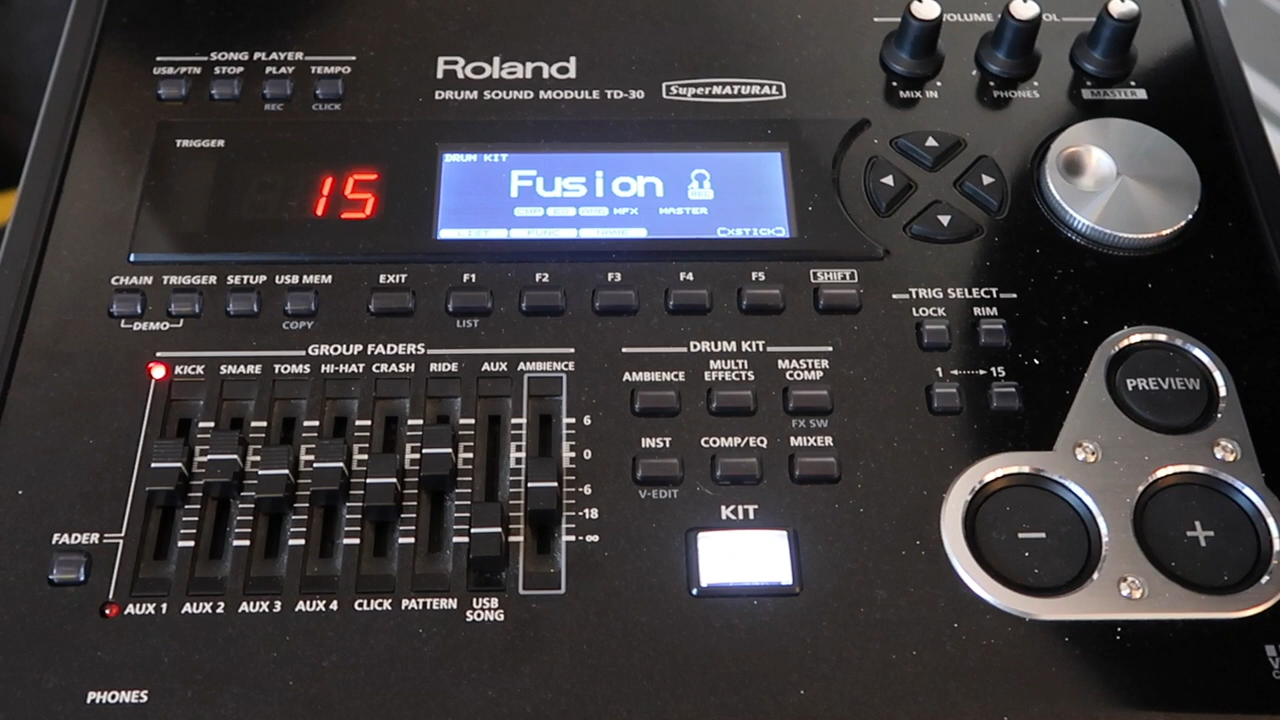 SONG PLAYER
USB/PTN STOP PLAY TEMPO
REC CLICK
Roland
DRUM SOUND MODULE TD-30
SuperNATURAL
MIX IN PHONES MASTER
TRIGGER
15
DRUM KIT
Fusion
MFX MASTER
LIST FUNC NAME [XSTICK]
CHAIN TRIGGER SETUP USB MEM EXIT F1 F2 F3 F4 F5 SHIFT
DEMO COPY LIST
TRIG SELECT
LOCK RIM
1 15
GROUP FADERS
KICK SNARE TOMS HI-HAT CRASH RIDE AUX AMBIENCE
6
0
-6
-18
-∞
FADER
AUX 1 AUX 2 AUX 3 AUX 4 CLICK PATTERN USB SONG
DRUM KIT
AMBIENCE MULTI EFFECTS MASTER COMP
FX SW
INST COMP/EQ MIXER
V-EDIT
KIT
PREVIEW
− +
PHONES